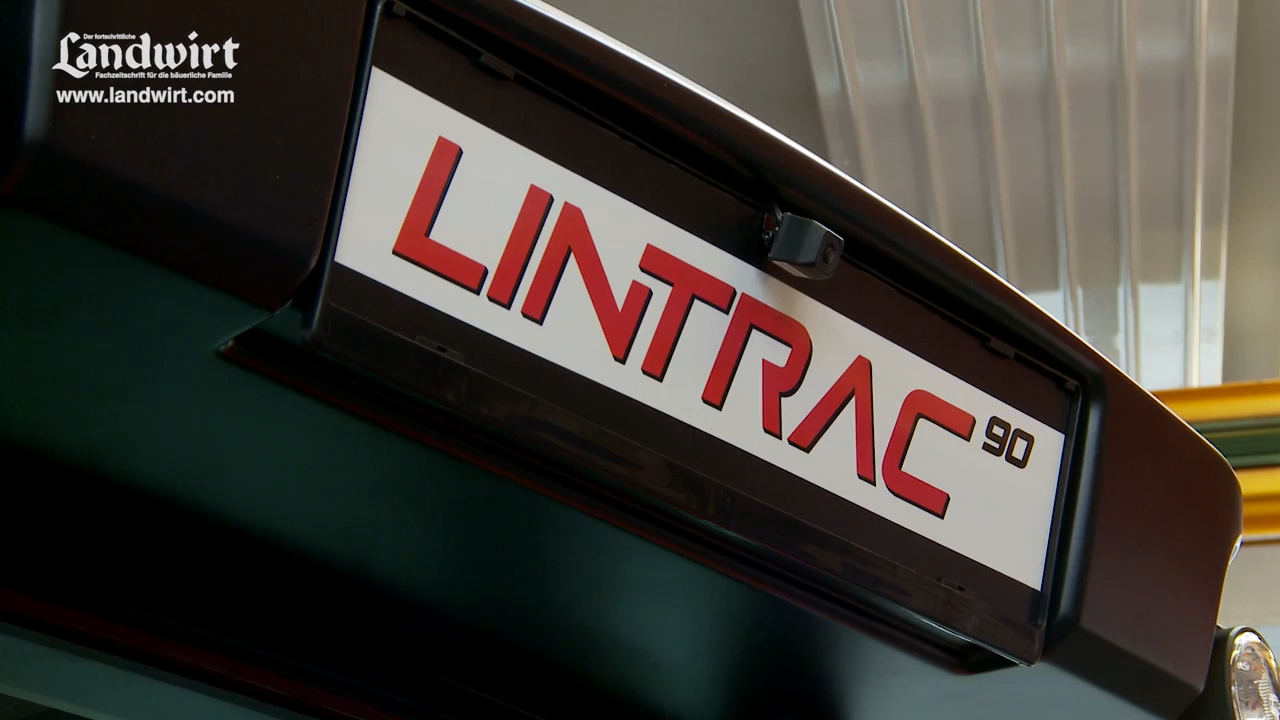 Der fortschrittliche
Landwirt
Fachzeitschrift für die bäuerliche Familie
www.landwirt.com
LINTRAC 90